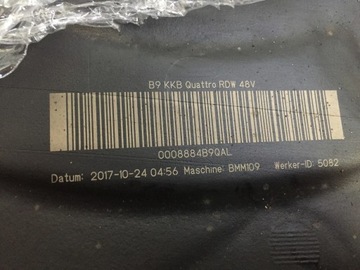 B9 KKB Quattro RDW 48V
0008884B9QAL
Datum: 2017-10-24 04:56 Maschine: BMM109 Werker-ID: 5082